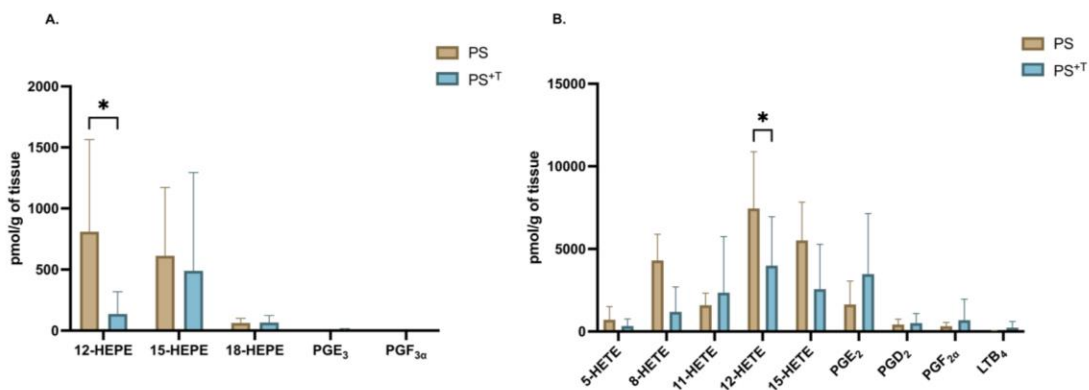 A.
PS
PS+T
pmol/g of tissue
2000
1500
1000
500
0
*
12-HEPE
15-HEPE
18-HEPE
PGE3
PGF3α
B.
PS
PS+T
pmol/g of tissue
15000
10000
5000
0
*
5-HETE
8-HETE
11-HETE
12-HETE
15-HETE
PGE2
PGD2
PGF2α
LTB4